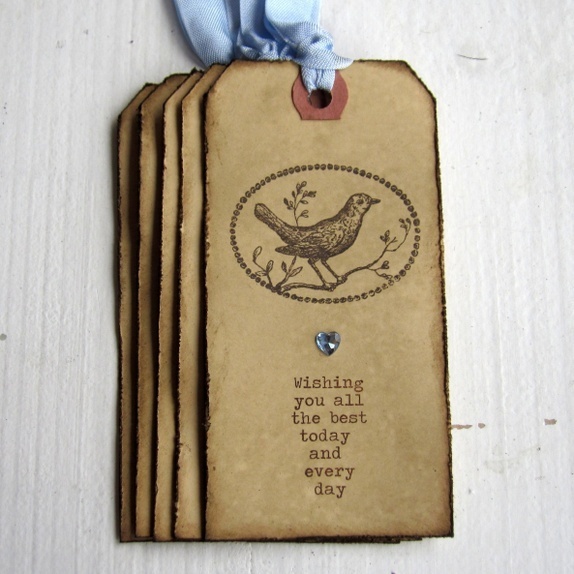 Wishing
you all
the best
today
and
every
day